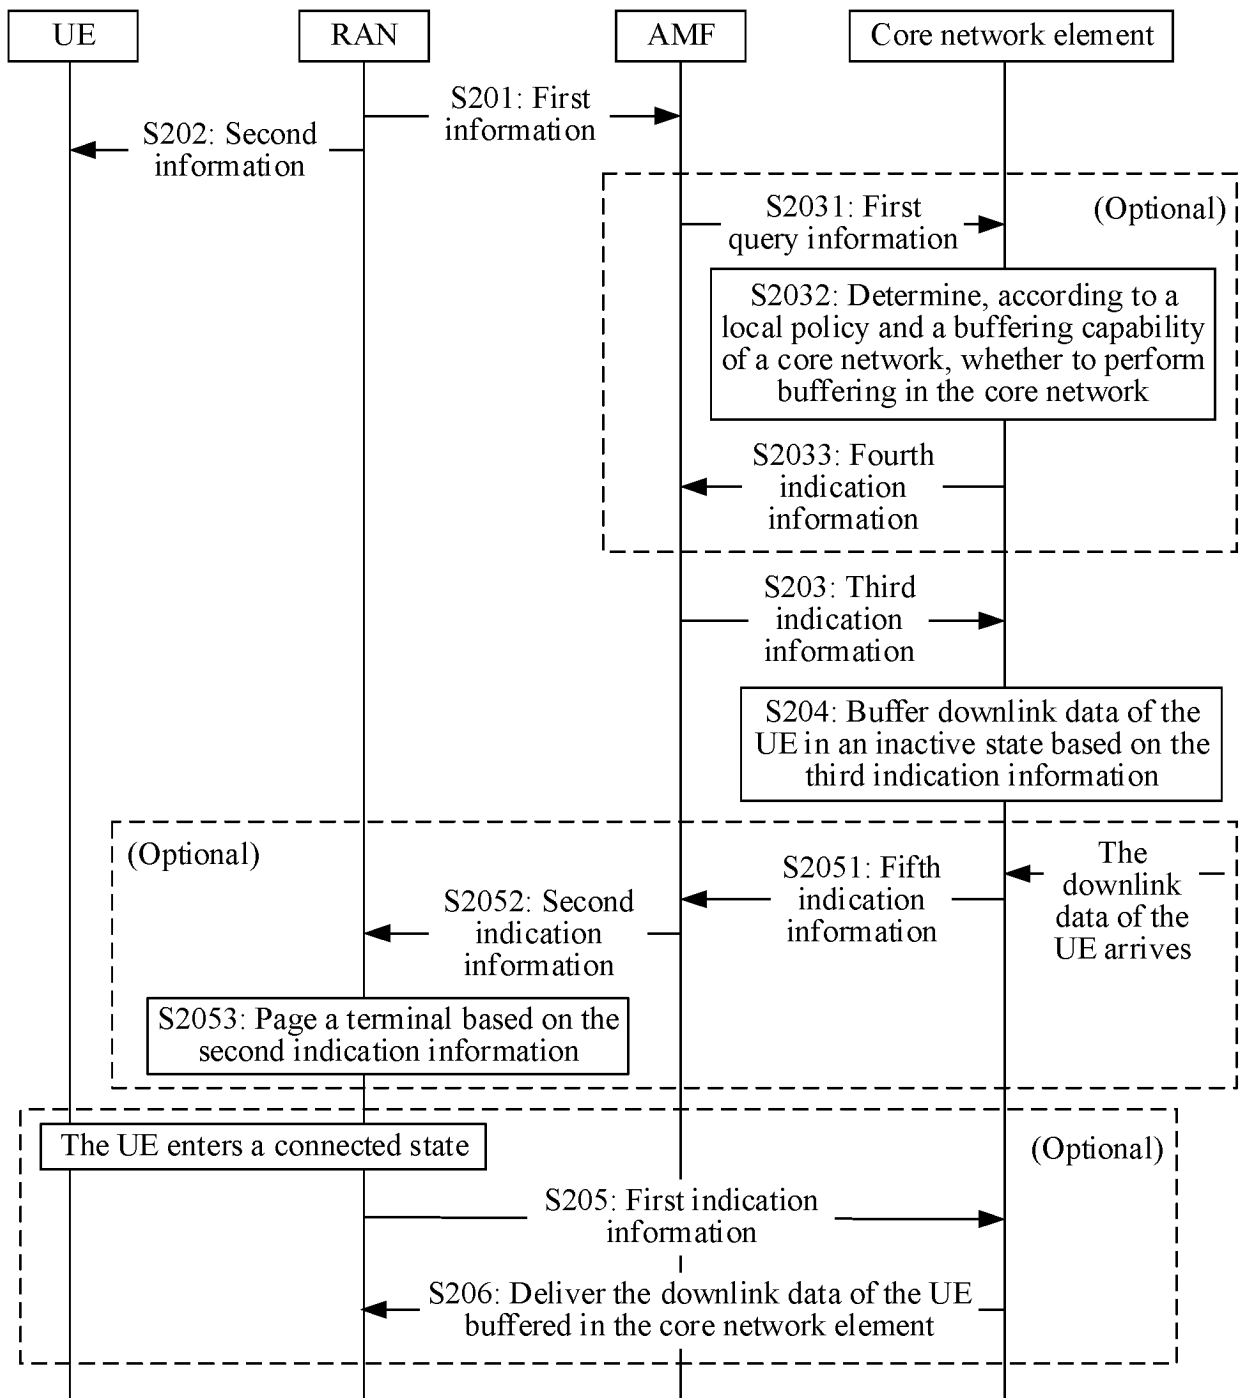 UE
RAN
AMF
Core network element
S201: First
information
S202: Second
information
(Optional)
S2031: First
query information
S2032: Determine, according to a
local policy and a buffering capability
of a core network, whether to perform
buffering in the core network
S2033: Fourth
indication
information
S203: Third
indication
information
S204: Buffer downlink data of the
UE in an inactive state based on the
third indication information
(Optional)
The
downlink
data of the
UE arrives
S2051: Fifth
indication
information
S2052: Second
indication
information
S2053: Page a terminal based on the
second indication information
The UE enters a connected state
(Optional)
S205: First indication
information
S206: Deliver the downlink data of the UE
buffered in the core network element